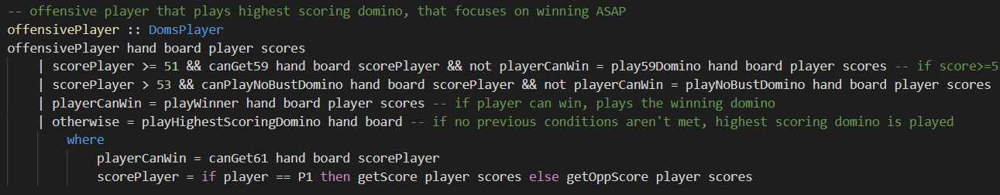 -- offensive player that plays highest scoring domino, that focuses on winning ASAP
offensivePlayer :: DomsPlayer
offensivePlayer hand board player scores
    | scorePlayer >= 51 && canGet59 hand board scorePlayer && not playerCanWin = play59Domino hand board player scores -- if score>=5
    | scorePlayer > 53 && canPlayNoBustDomino hand board scorePlayer && not playerCanWin = playNoBustDomino hand board player scores
    | playerCanWin = playWinner hand board player scores -- if player can win, plays the winning domino
    | otherwise = playHighestScoringDomino hand board -- if no previous conditions aren't met, highest scoring domino is played
        where
            playerCanWin = canGet61 hand board scorePlayer
            scorePlayer = if player == P1 then getScore player scores else getOppScore player scores